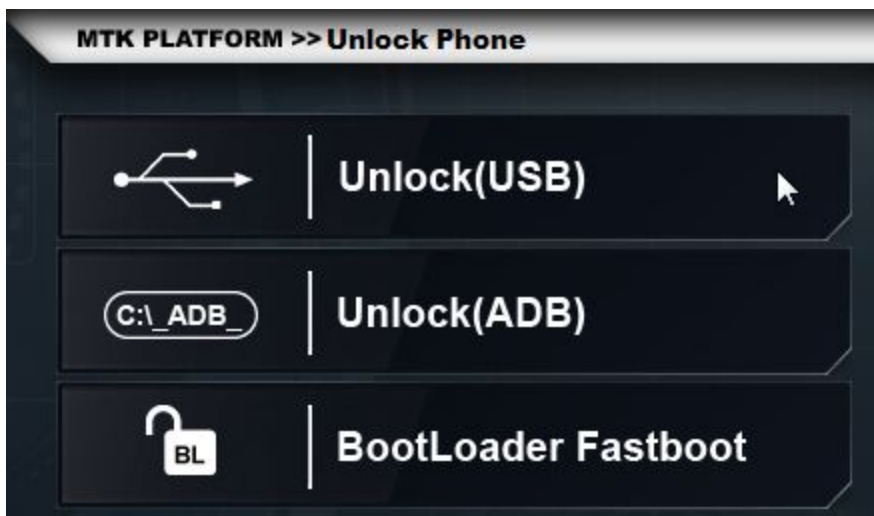 MTK PLATFORM >> Unlock Phone
Unlock(USB)
C:\_ADB_
Unlock(ADB)
BL
BootLoader Fastboot